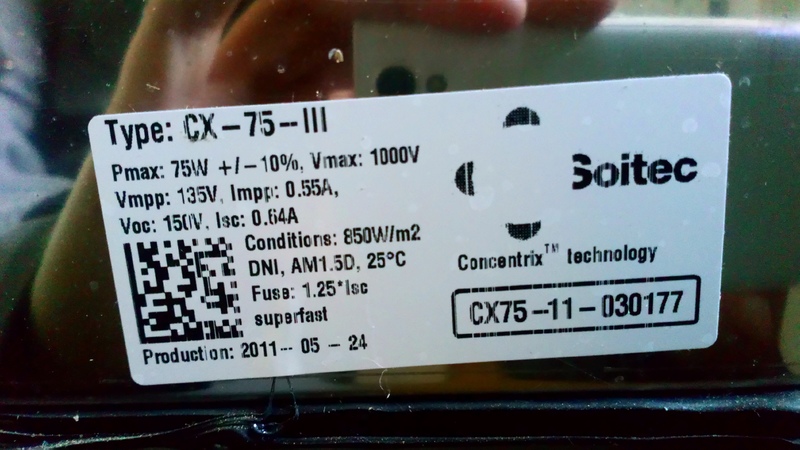 Type: CX-75-III
Pmax: 75W +/-10%, Vmax: 1000V
Vmpp: 135V, Impp: 0.55A,
Voc: 150V, Isc: 0.64A
Conditions: 850W/m2
DNI, AM1.5D, 25°C
Fuse: 1.25*Isc
superfast
Production: 2011-- 05 - 24
Soitec
Concentrix™ technology
CX75-11-030177